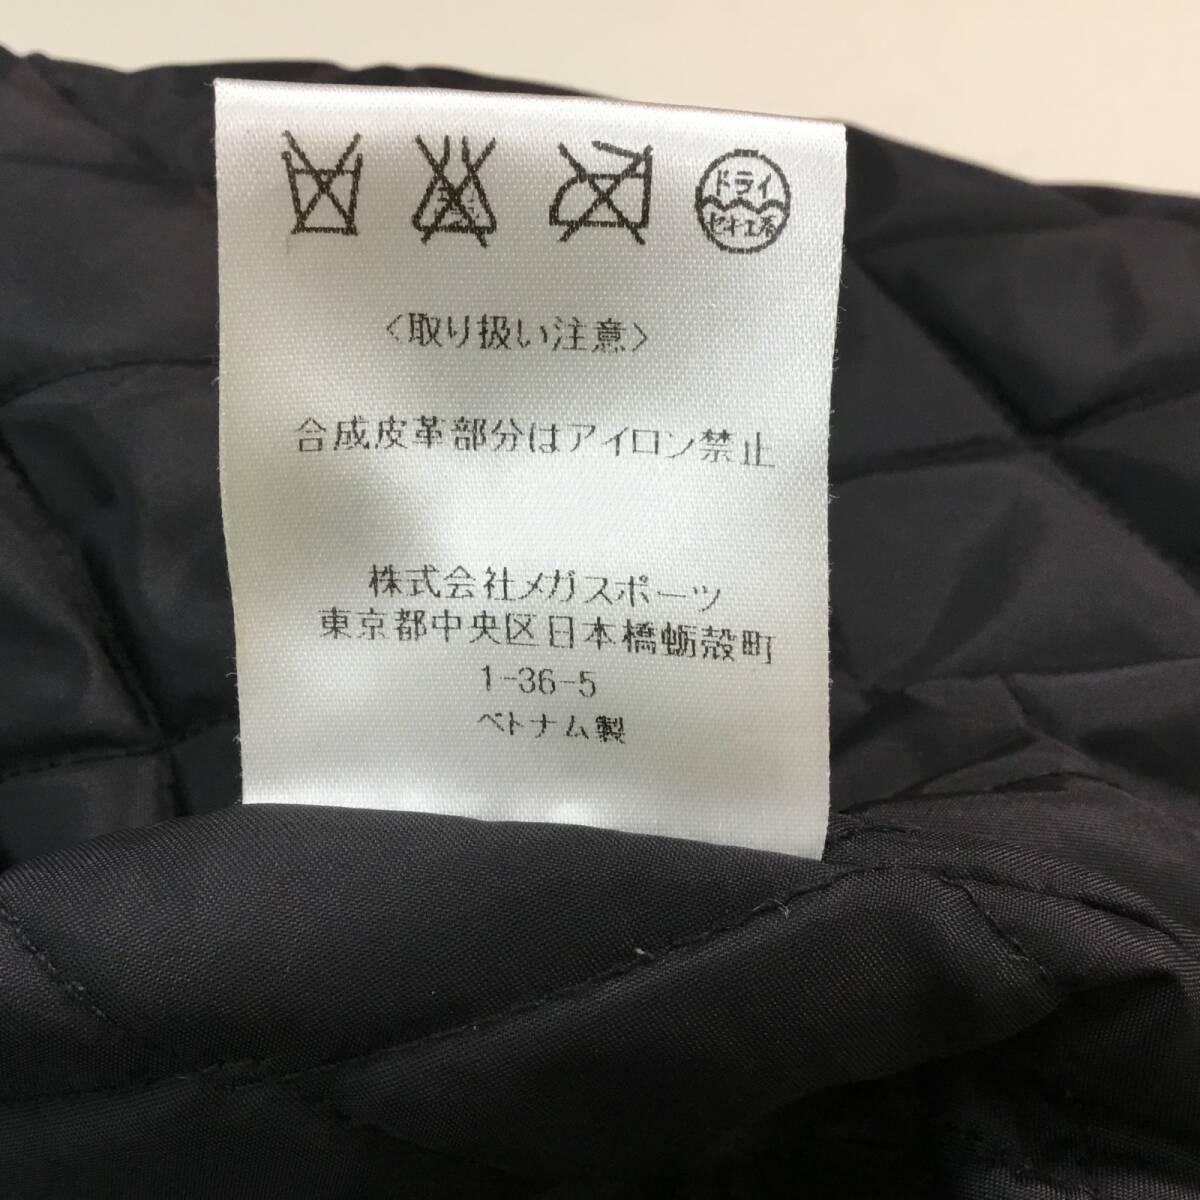 ドライ
セキユ系
〈取り扱い注意〉
合成皮革部分はアイロン禁止
株式会社メガスポーツ
東京都中央区日本橋蛎殻町
1-36-5
ベトナム製